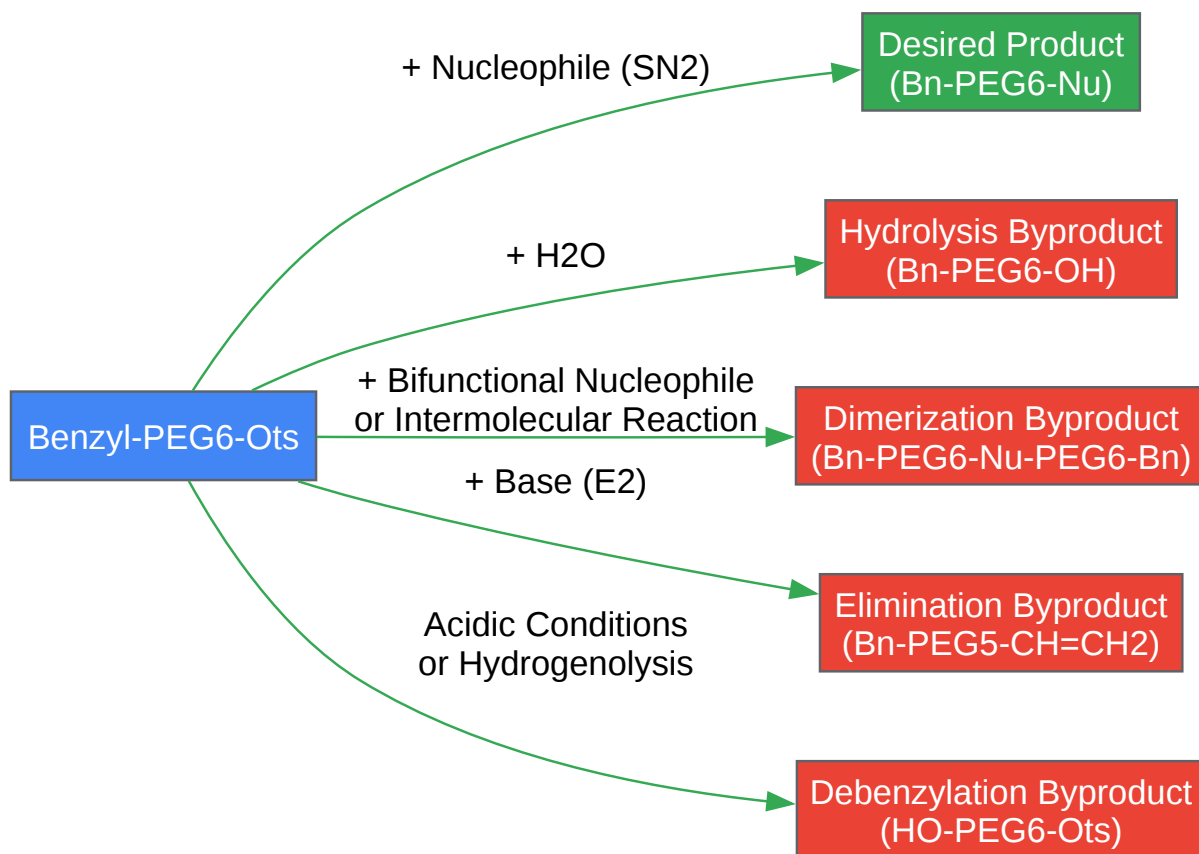 + Nucleophile (SN2)
Desired Product
(Bn-PEG6-Nu)
+ H2O
Hydrolysis Byproduct
(Bn-PEG6-OH)
Benzyl-PEG6-Ots
+ Bifunctional Nucleophile
or Intermolecular Reaction
Dimerization Byproduct
(Bn-PEG6-Nu-PEG6-Bn)
+ Base (E2)
Elimination Byproduct
(Bn-PEG5-CH=CH2)
Acidic Conditions
or Hydrogenolysis
Debenzylation Byproduct
(HO-PEG6-Ots)